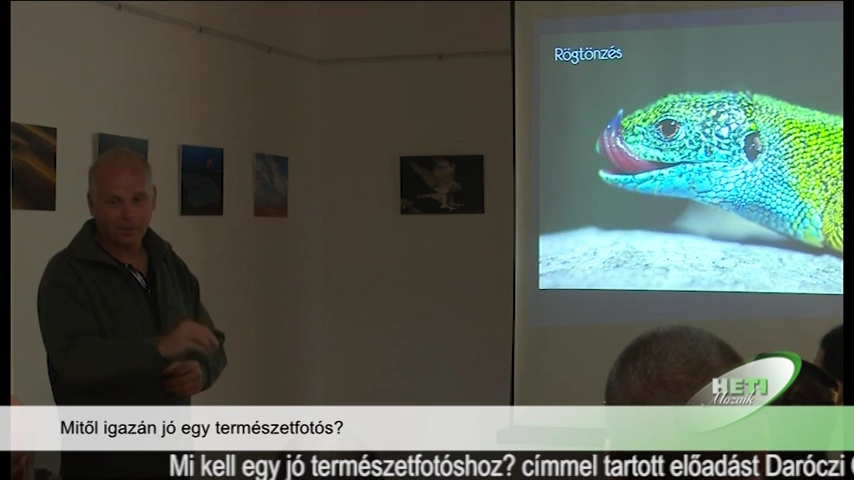 Rögtönzés
HETI
Mozaik
Mitől igazán jó egy természetfotós?
Mi kell egy jó természetfotóshoz? címmel tartott előadást Daróczi